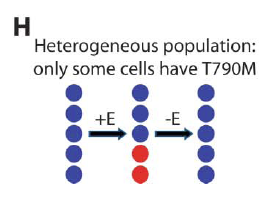 H
Heterogeneous population:
only some cells have T790M
+E
-E